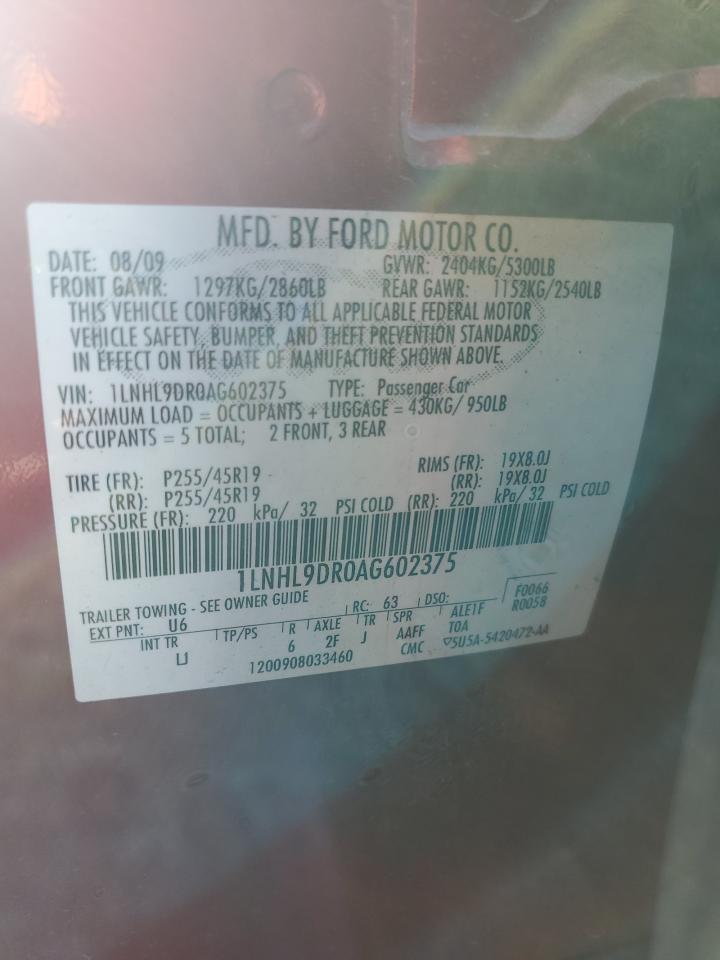 MFD. BY FORD MOTOR CO.
DATE: 08/09 GVWR: 2404KG/5300LB
FRONT GAWR: 1297KG/2860LB REAR GAWR: 1152KG/2540LB
THIS VEHICLE CONFORMS TO ALL APPLICABLE FEDERAL MOTOR
VEHICLE SAFETY, BUMPER, AND THEFT PREVENTION STANDARDS
IN EFFECT ON THE DATE OF MANUFACTURE SHOWN ABOVE.
VIN: 1LNHL9DR0AG602375 TYPE: Passenger Car
MAXIMUM LOAD = OCCUPANTS + LUGGAGE = 430KG/ 950LB
OCCUPANTS = 5 TOTAL; 2 FRONT, 3 REAR
TIRE (FR): P255/45R19 RIMS (FR): 19X8.0J
(RR): P255/45R19 (RR): 19X8.0J
PRESSURE (FR): 220 kPa/ 32 PSI COLD (RR): 220 kPa/ 32 PSI COLD
1LNHL9DR0AG602375
TRAILER TOWING - SEE OWNER GUIDE F0066
EXT PNT: U6 RC: 63 DSO: R0058
INT TR TP/PS R AXLE TR SPR ALE1F
LJ 6 2F J AAFF TOA
1200908033460 CMC 5U5A-5420472-AA